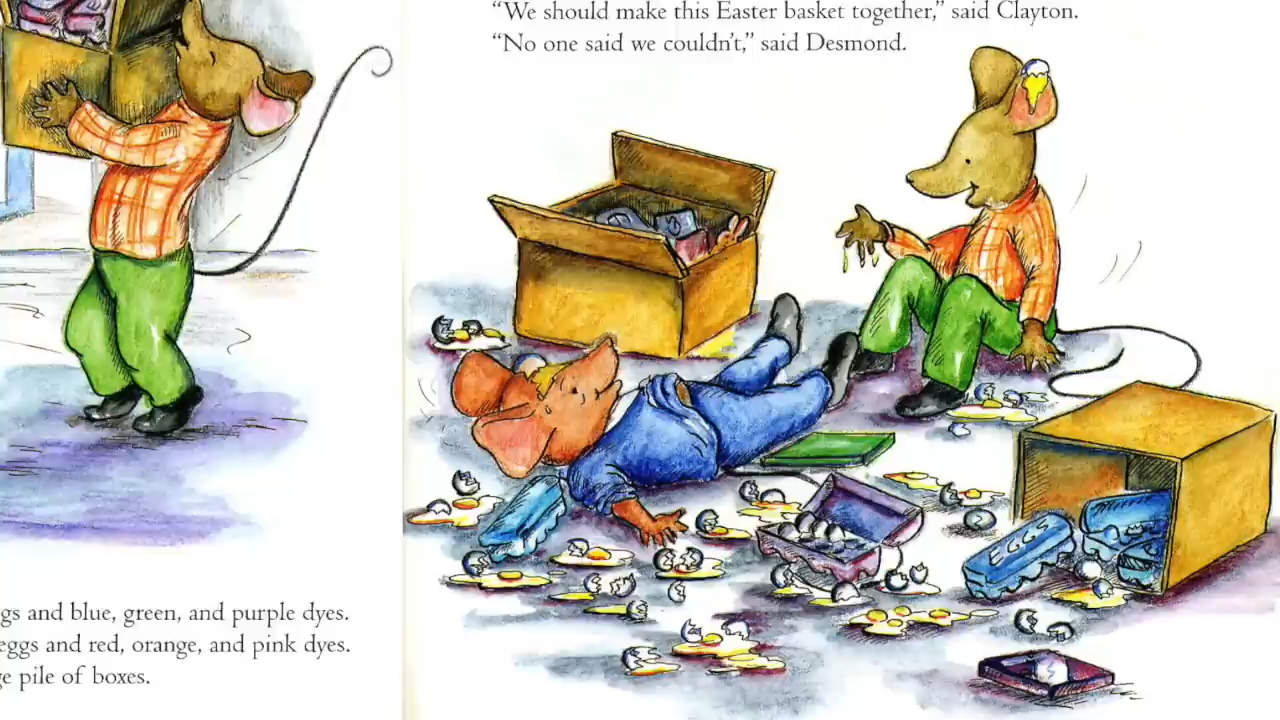 gs and blue, green, and purple dyes.
eggs and red, orange, and pink dyes.
ge pile of boxes.
“We should make this Easter basket together,” said Clayton.
“No one said we couldn’t,” said Desmond.
EGGS